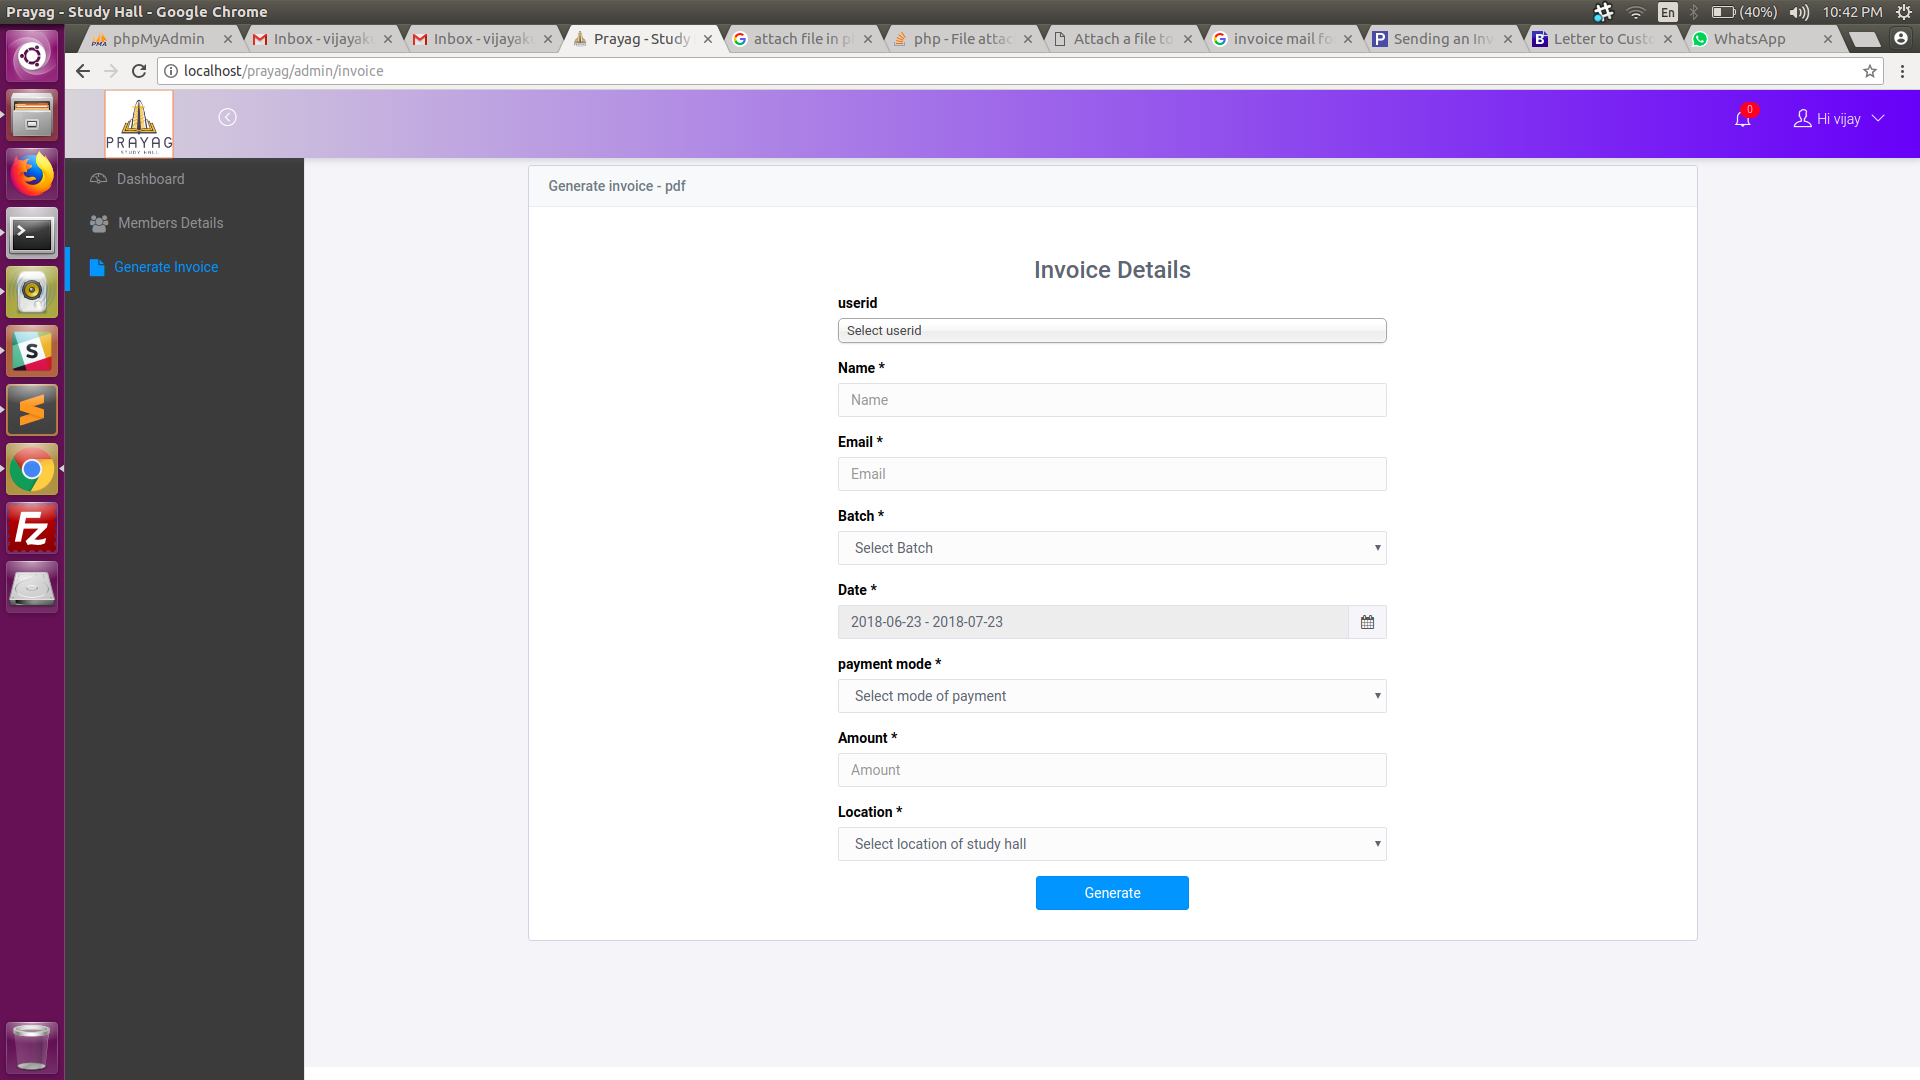 Prayag - Study Hall - Google Chrome
En
(40%)
10:42 PM
phpMyAdmin
Inbox - vijayak
Inbox - vijayak
Prayag - Study
attach file in p
php - File attac
Attach a file to
invoice mail fo
Sending an Inv
Letter to Custo
WhatsApp
localhost/prayag/admin/invoice
PRAYAG
STUDY HALL
0
Hi vijay
Dashboard
Members Details
Generate Invoice
Generate invoice - pdf
Invoice Details
userid
Select userid
Name *
Name
Email *
Email
Batch *
Select Batch
Date *
2018-06-23 - 2018-07-23
payment mode *
Select mode of payment
Amount *
Amount
Location *
Select location of study hall
Generate